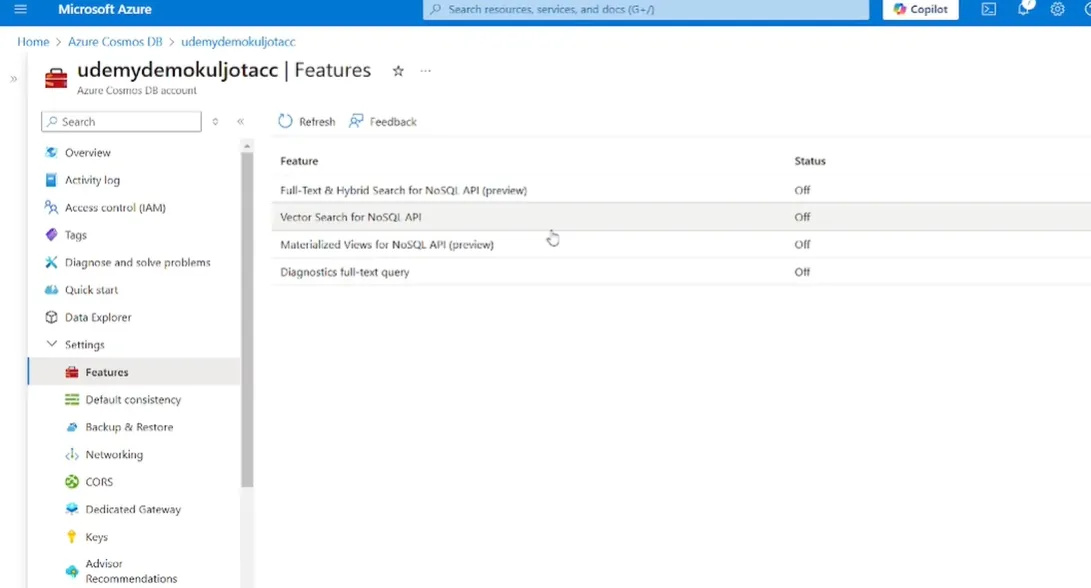 Microsoft Azure
Search resources, services, and docs (G+/)
Copilot
Home > Azure Cosmos DB > udemydemokuljotacc
udemydemokuljotacc | Features
Azure Cosmos DB account
Search
Refresh
Feedback
Overview
Activity log
Access control (IAM)
Tags
Diagnose and solve problems
Quick start
Data Explorer
Settings
Features
Default consistency
Backup & Restore
Networking
CORS
Dedicated Gateway
Keys
Advisor
Recommendations
Feature Status
Full-Text & Hybrid Search for NoSQL API (preview) Off
Vector Search for NoSQL API Off
Materialized Views for NoSQL API (preview) Off
Diagnostics full-text query Off